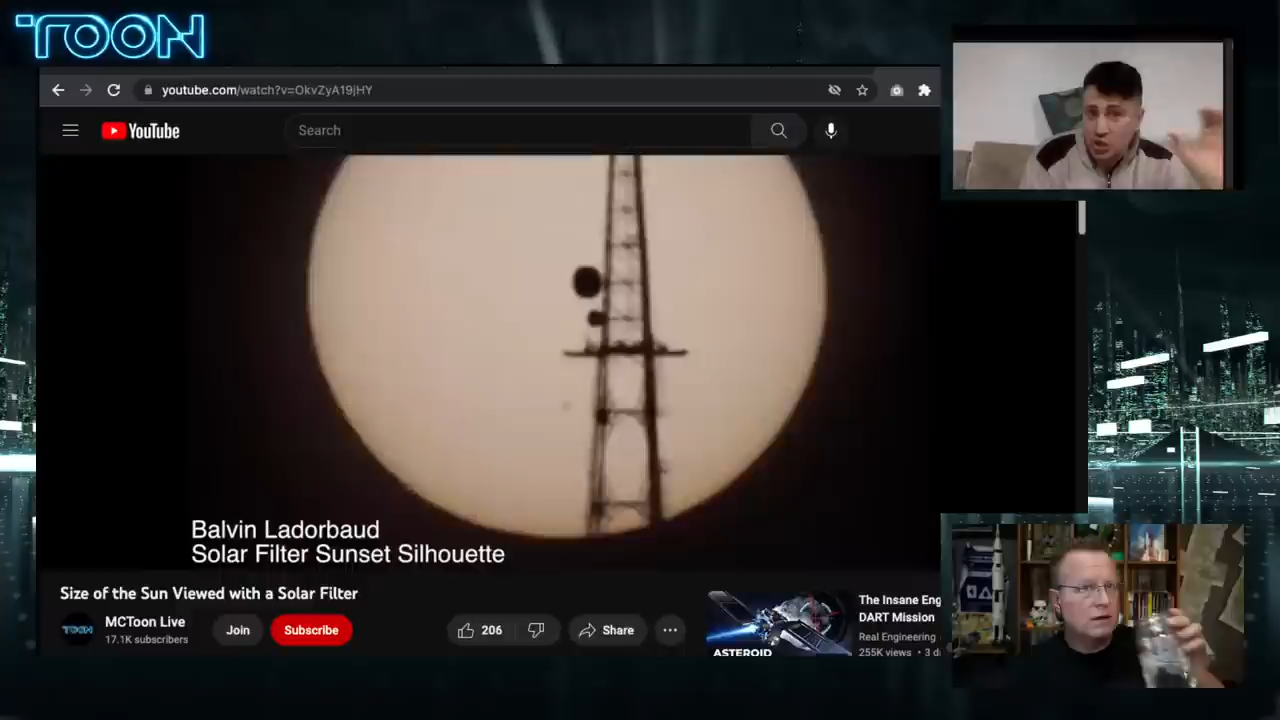 TOON
youtube.com/watch?v=OkvZyA19jHY
YouTube
Search
Balvin Ladorbaud
Solar Filter Sunset Silhouette
Size of the Sun Viewed with a Solar Filter
TOON
MCToon Live
17.1K subscribers
Join
Subscribe
206
Share
ASTEROID
The Insane Eng
DART Mission
Real Engineering
255K views • 3 d